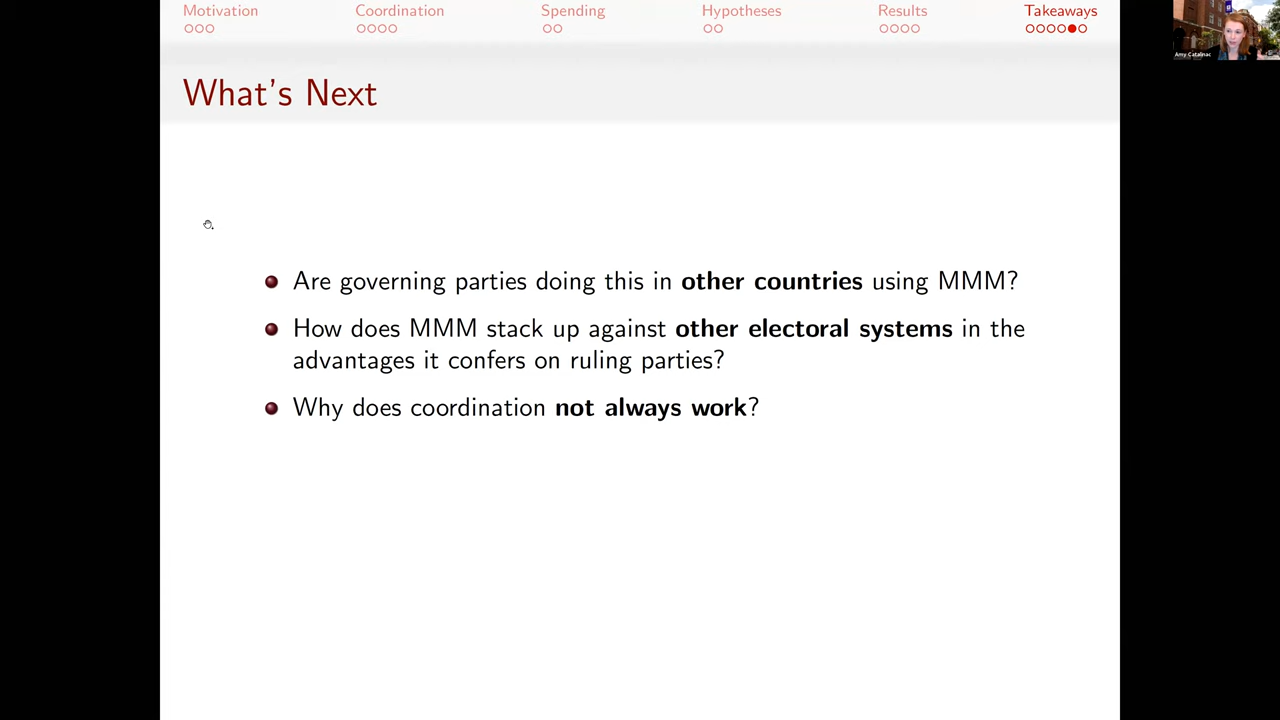 Motivation
Coordination
Spending
Hypotheses
Results
Takeaways
What's Next
Are governing parties doing this in other countries using MMM?
How does MMM stack up against other electoral systems in the
advantages it confers on ruling parties?
Why does coordination not always work?
Amy Catalinac